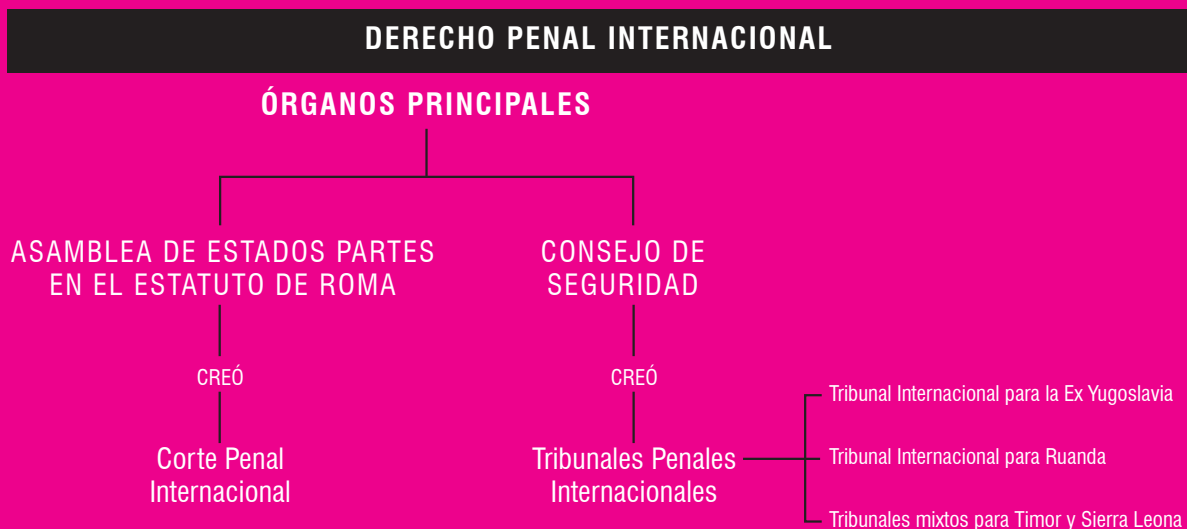 DERECHO PENAL INTERNACIONAL
ÓRGANOS PRINCIPALES
ASAMBLEA DE ESTADOS PARTES
EN EL ESTATUTO DE ROMA
CREÓ
Corte Penal
Internacional
CONSEJO DE
SEGURIDAD
CREÓ
Tribunales Penales
Internacionales
Tribunal Internacional para la Ex Yugoslavia
Tribunal Internacional para Ruanda
Tribunales mixtos para Timor y Sierra Leona